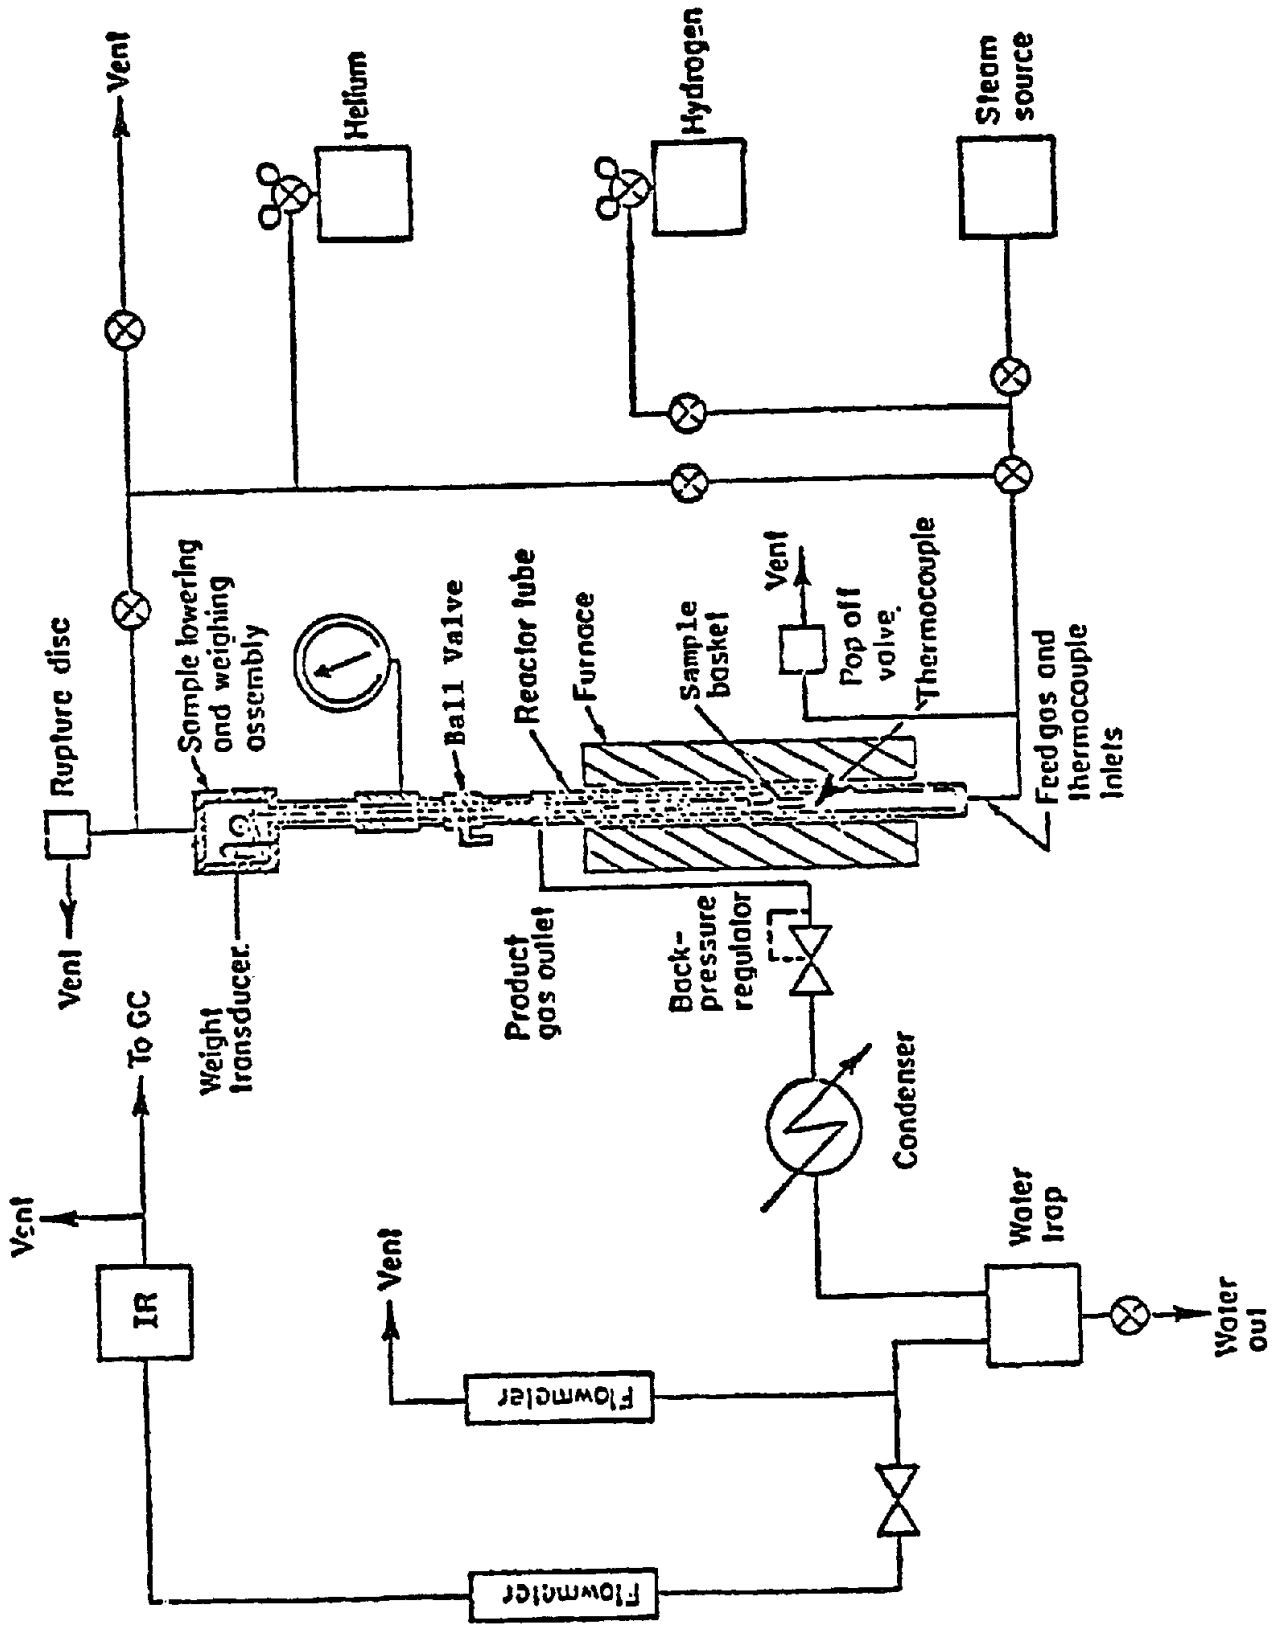 Vent
IR
To GC
Vent
Rupture disc
Vent
Weight
transducer
Sample lowering
and weighing
assembly
Vent
Helium
Ball Valve
Reactor tube
Furnace
Product
gas outlet
Back-
pressure
regulator
Sample
basket
Vent
Pop off
valve
Thermocouple
Feed gas and
thermocouple
inlets
Hydrogen
Steam
source
Vent
Flowmeter
Flowmeter
Condenser
Water
trap
Water
out